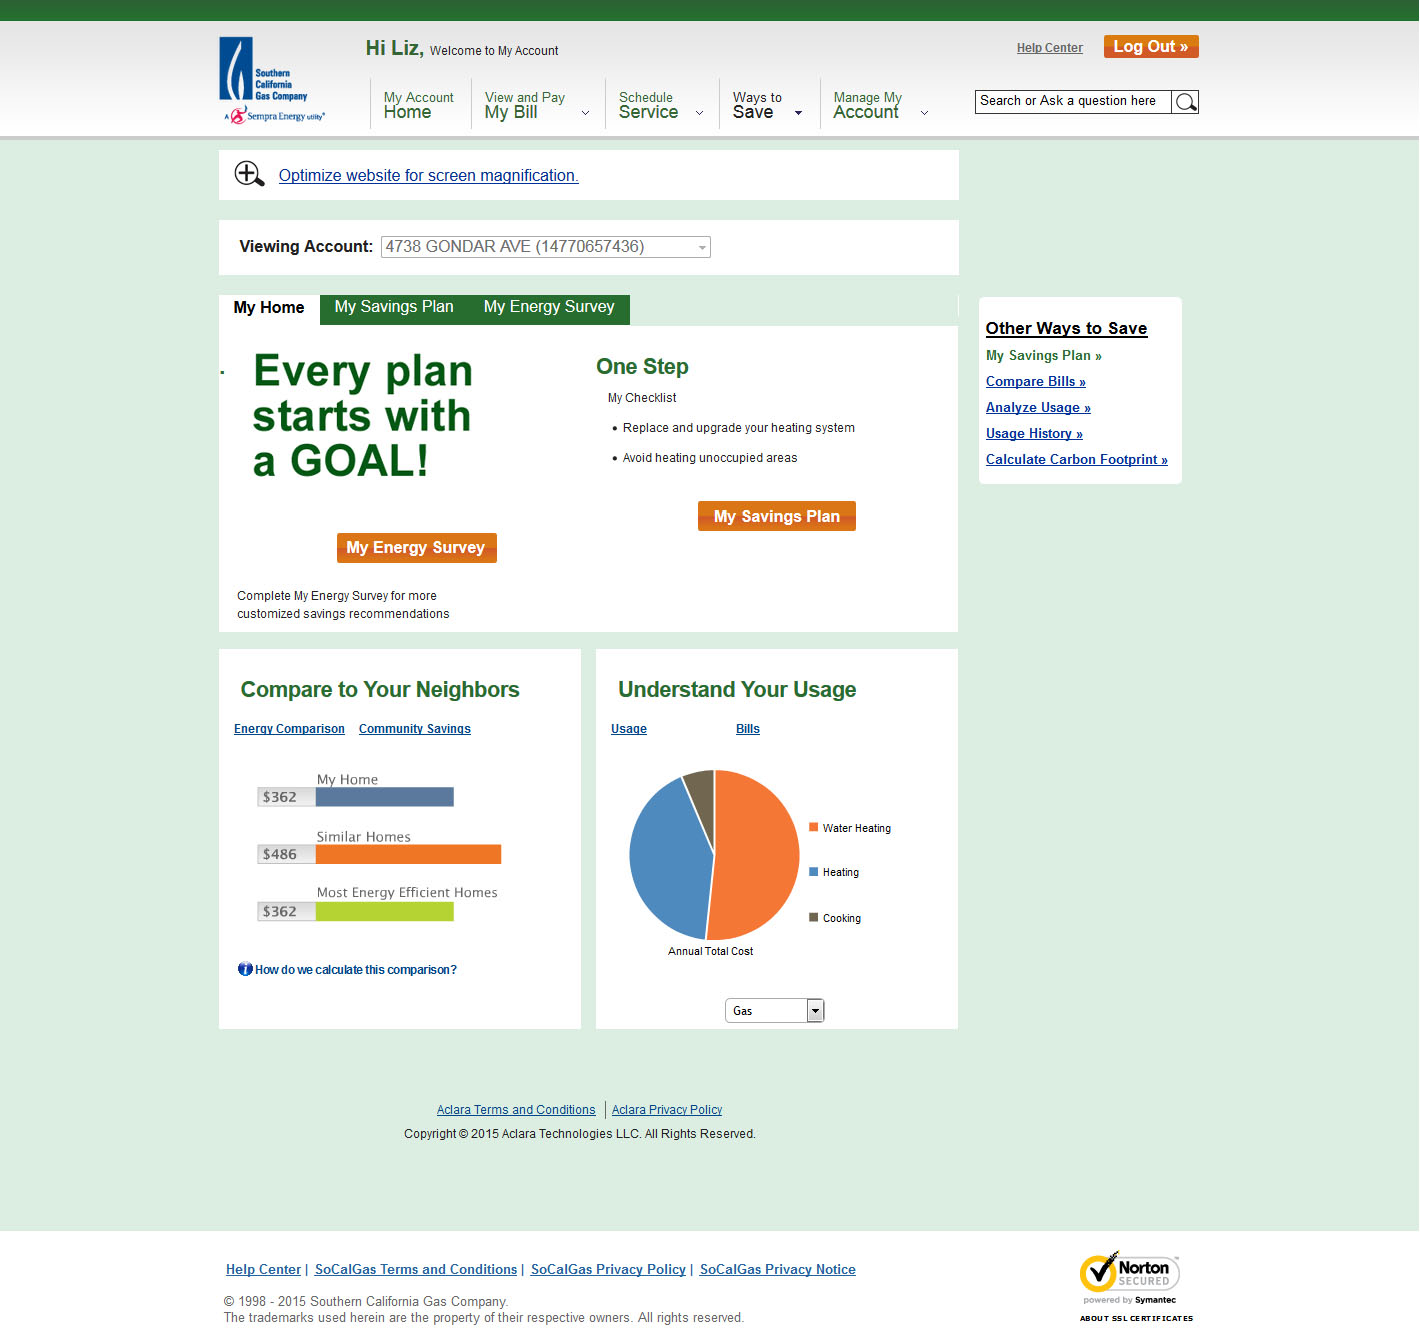 Hi Liz, Welcome to My Account
Help Center
Log Out »
Southern
California
Gas Company
A Sempra Energy utility®
My Account
Home
View and Pay
My Bill
Schedule
Service
Ways to
Save
Manage My
Account
Search or Ask a question here
Optimize website for screen magnification.
Viewing Account: 4738 GONDAR AVE (14770657436)
My Home
My Savings Plan
My Energy Survey
Every plan
starts with
a GOAL!
My Energy Survey
Complete My Energy Survey for more
customized savings recommendations
One Step
My Checklist
• Replace and upgrade your heating system
• Avoid heating unoccupied areas
My Savings Plan
Other Ways to Save
My Savings Plan »
Compare Bills »
Analyze Usage »
Usage History »
Calculate Carbon Footprint »
Compare to Your Neighbors
Energy Comparison
Community Savings
My Home
$362
Similar Homes
$486
Most Energy Efficient Homes
$362
How do we calculate this comparison?
Understand Your Usage
Usage
Bills
Water Heating
Heating
Cooking
Annual Total Cost
Gas
Aclara Terms and Conditions | Aclara Privacy Policy
Copyright © 2015 Aclara Technologies LLC. All Rights Reserved.
Help Center | SoCalGas Terms and Conditions | SoCalGas Privacy Policy | SoCalGas Privacy Notice
© 1998 - 2015 Southern California Gas Company.
The trademarks used herein are the property of their respective owners. All rights reserved.
Norton
SECURED
powered by Symantec
ABOUT SSL CERTIFICATES